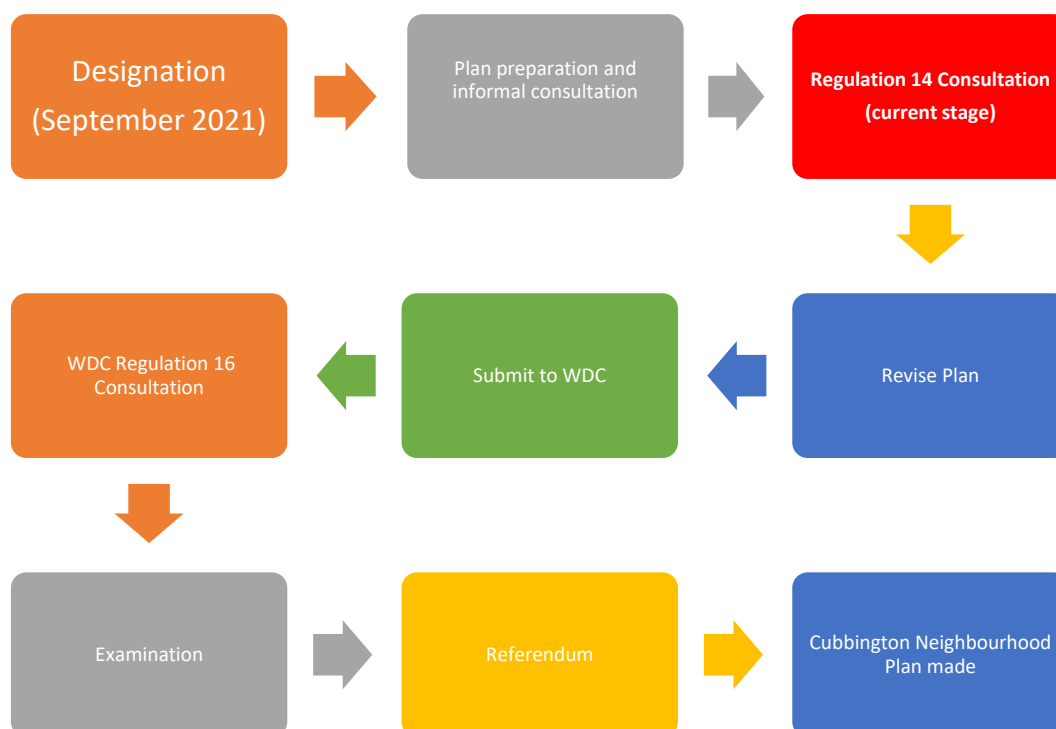 Designation
(September 2021)
Plan preparation and
informal consultation
Regulation 14 Consultation
(current stage)
Revise Plan
Submit to WDC
WDC Regulation 16
Consultation
Examination
Referendum
Cubbington Neighbourhood
Plan made